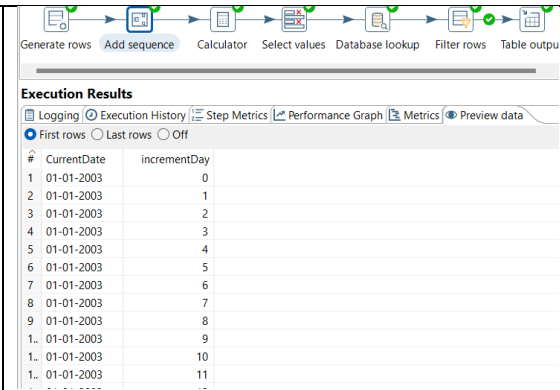 Generate rows Add sequence Calculator Select values Database lookup Filter rows Table outpu
Execution Results
Logging Execution History Step Metrics Performance Graph Metrics Preview data
First rows Last rows Off
# CurrentDate incrementDay
1 01-01-2003 0
2 01-01-2003 1
3 01-01-2003 2
4 01-01-2003 3
5 01-01-2003 4
6 01-01-2003 5
7 01-01-2003 6
8 01-01-2003 7
9 01-01-2003 8
1.. 01-01-2003 9
1.. 01-01-2003 10
1.. 01-01-2003 11